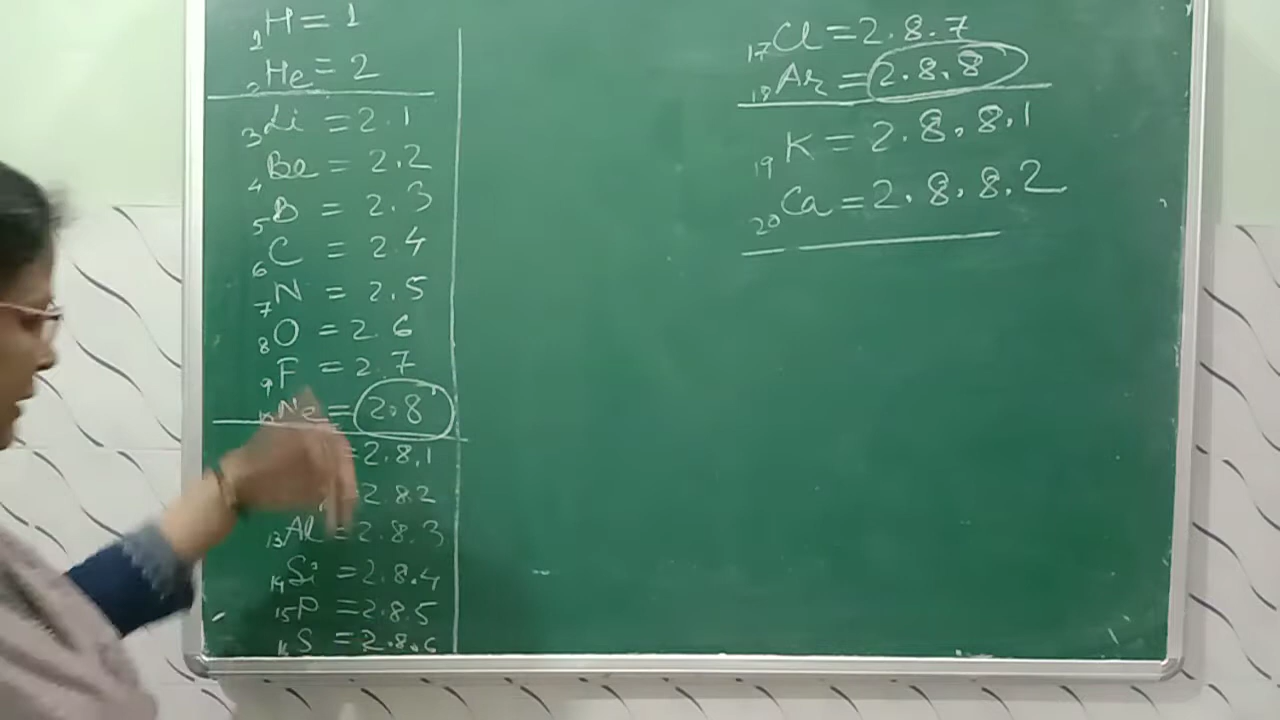 1H = 1
2He = 2
3Li = 2.1
4Be = 2.2
5B = 2.3
6C = 2.4
7N = 2.5
8O = 2.6
9F = 2.7
10Ne = 2.8
= 2.8.1
2.8.2
13Al = 2.8.3
14Si = 2.8.4
15P = 2.8.5
16S = 2.8.6
17Cl = 2.8.7
18Ar = 2.8.8
19K = 2.8.8.1
20Ca = 2.8.8.2